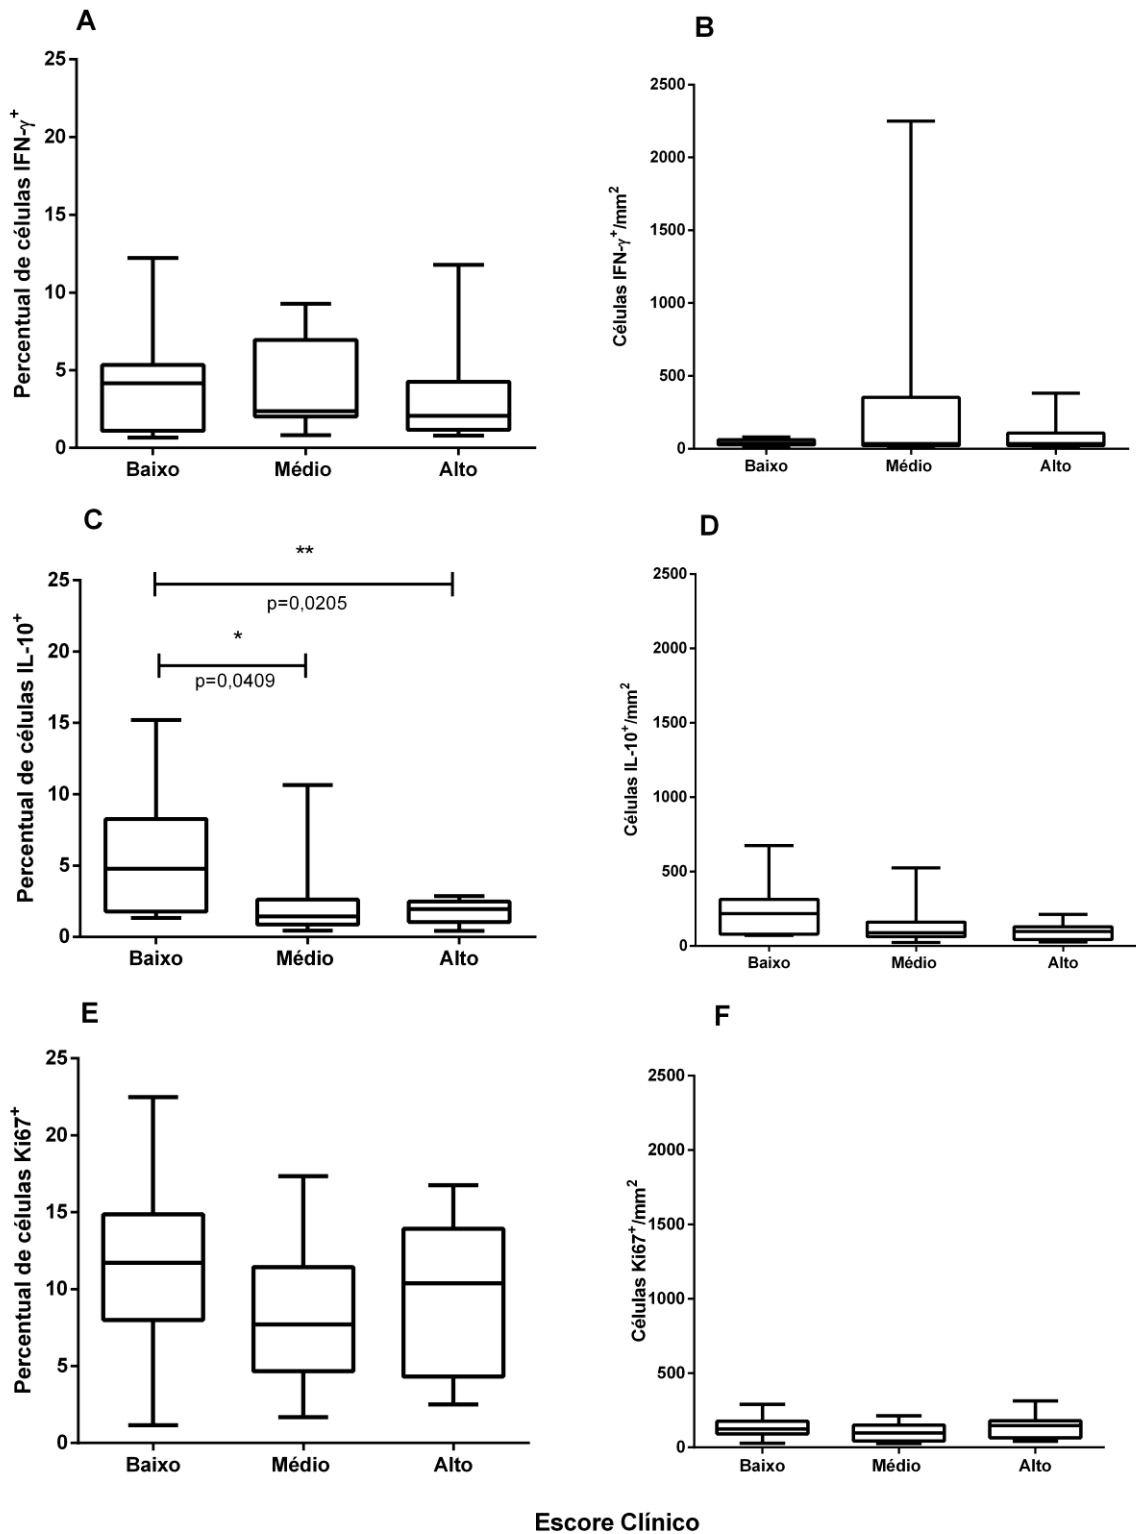 A
Percentual de células IFN-γ⁺
25
20
15
10
5
0
Baixo Médio Alto
B
Células IFN-γ⁺/mm²
2500
2000
1500
1000
500
0
Baixo Médio Alto
C
Percentual de células IL-10⁺
25
20
15
10
5
0
**
p=0,0205
*
p=0,0409
Baixo Médio Alto
D
Células IL-10⁺/mm²
2500
2000
1500
1000
500
0
Baixo Médio Alto
E
Percentual de células Ki67⁺
25
20
15
10
5
0
Baixo Médio Alto
F
Células Ki67⁺/mm²
2500
2000
1500
1000
500
0
Baixo Médio Alto
Escore Clínico